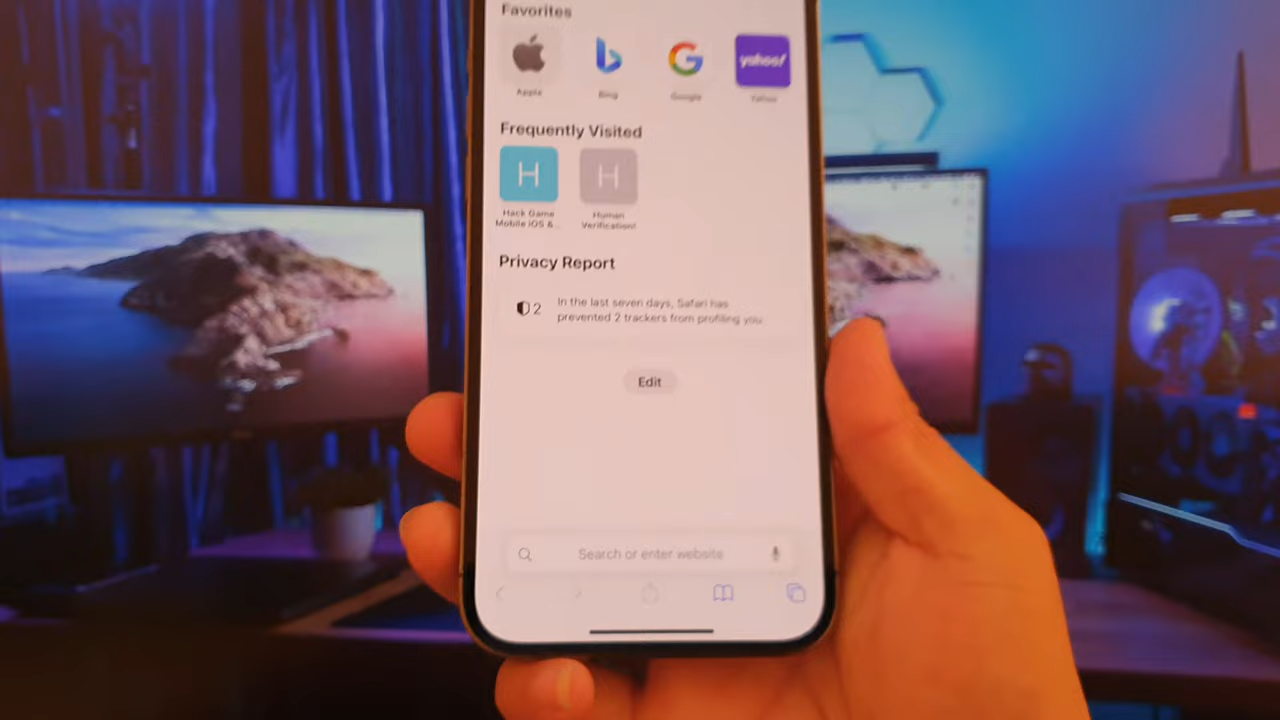 Favorites
yahoo!
Apple
Bing
Google
Yahoo
Frequently Visited
H
H
Hack Game
Mobile iOS &...
Human
Verification!
Privacy Report
2
In the last seven days, Safari has
prevented 2 trackers from profiling you
Edit
Search or enter website